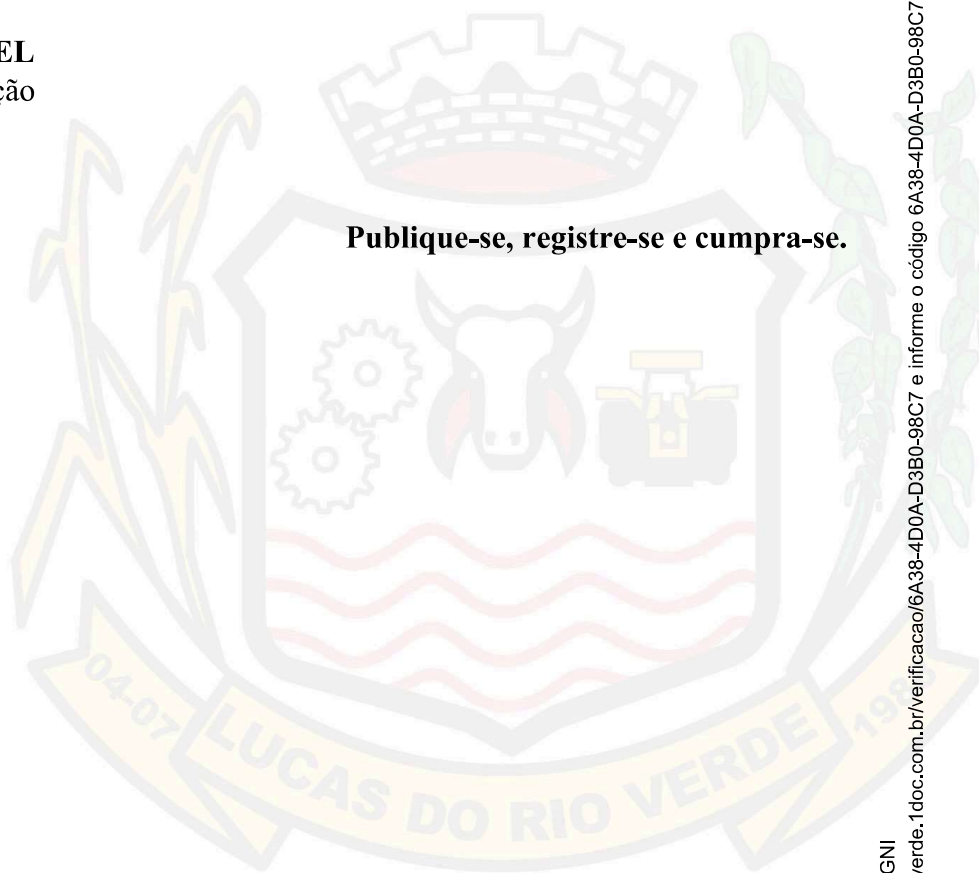 EL
ção
Publique-se, registre-se e cumpra-se.
04-07
LUCAS DO RIO VERDE
GNI
verde.1doc.com.br/verificacao/6A38-4D0A-D3B0-98C7 e informe o código 6A38-4D0A-D3B0-98C7